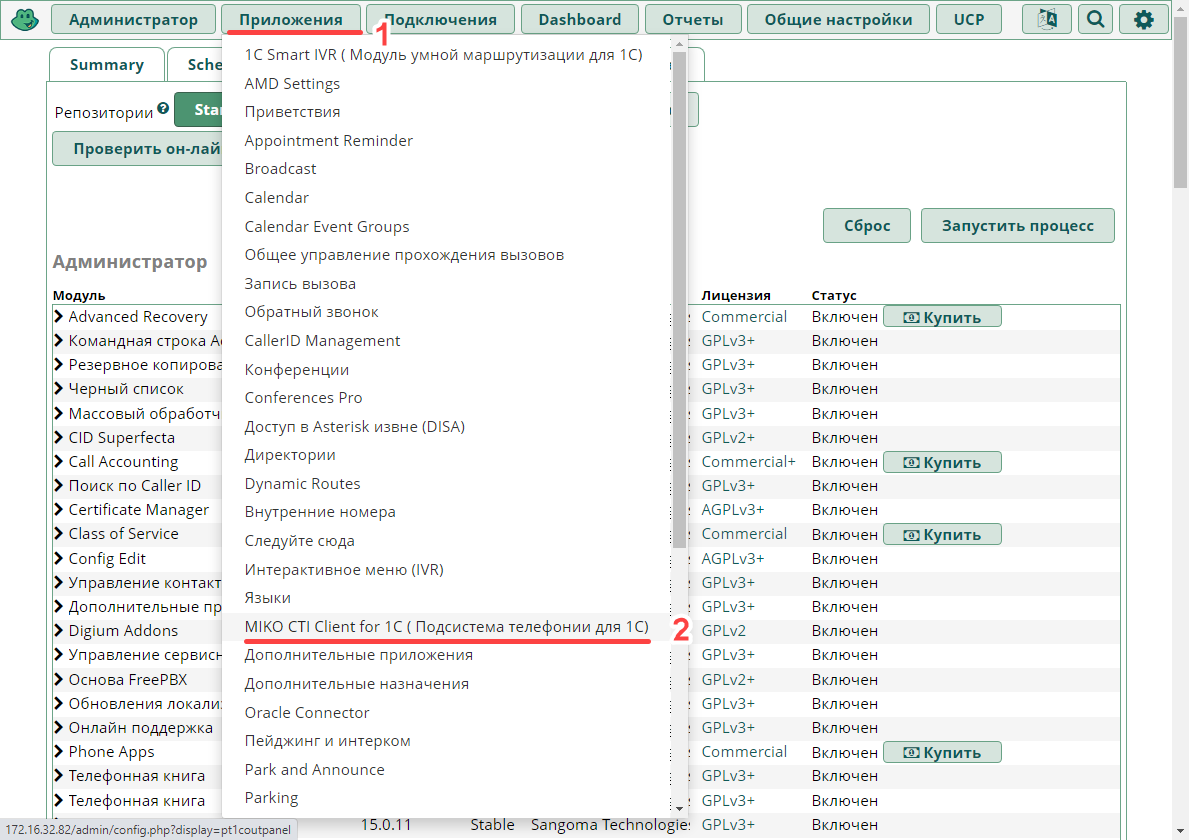 Администратор Приложения Подключения Dashboard Отчеты Общие настройки UCP
1
Summary
Репозитории
Проверить он-лай
1C Smart IVR ( Модуль умной маршрутизации для 1С)
AMD Settings
Приветствия
Appointment Reminder
Broadcast
Calendar
Calendar Event Groups
Общее управление прохождения вызовов
Запись вызова
Обратный звонок
CallerID Management
Конференции
Conferences Pro
Доступ в Asterisk извне (DISA)
Директории
Dynamic Routes
Внутренние номера
Следуйте сюда
Интерактивное меню (IVR)
Языки
MIKO CTI Client for 1C ( Подсистема телефонии для 1С)
2
Дополнительные приложения
Дополнительные назначения
Oracle Connector
Пейджинг и интерком
Park and Announce
Parking
Сброс Запустить процесс
Администратор
Модуль Лицензия Статус
Advanced Recovery Commercial Включен Купить
Командная строка GPLv3+ Включен
Резервное копирова GPLv3+ Включен
Черный список GPLv3+ Включен
Массовый обработч GPLv3+ Включен
CID Superfecta GPLv2+ Включен
Call Accounting Commercial+ Включен Купить
Поиск по Caller ID GPLv3+ Включен
Certificate Manager AGPLv3+ Включен
Class of Service Commercial Включен Купить
Config Edit AGPLv3+ Включен
Управление контакт GPLv3+ Включен
Дополнительные пр GPLv3+ Включен
Digium Addons GPLv2 Включен
Управление сервисн GPLv3+ Включен
Основа FreePBX GPLv2+ Включен
Обновления локали GPLv3+ Включен
Онлайн поддержка GPLv3+ Включен
Phone Apps Commercial Включен Купить
Телефонная книга GPLv3+ Включен
Телефонная книга GPLv3+ Включен
15.0.11 Stable Sangoma Technologies GPLv3+ Включен
172.16.32.82/admin/config.php?display=pt1coutpanel